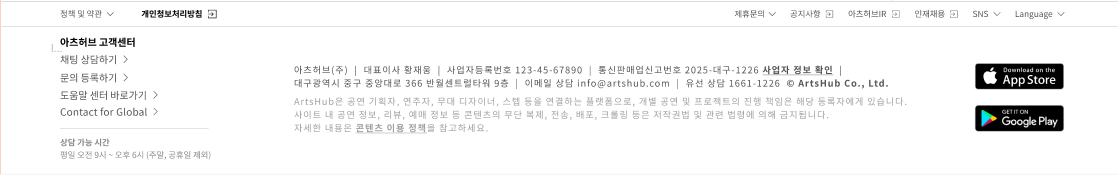 정책 및 약관
개인청보처리방침
제휴문의
공지사항
아츠허브IR
인재채용
SNS
Language
아츠허브 고객센터
채팅 상담하기
문의 등록하기
도움말 센터 바로가기
Contact for Global
상담 가능 시간
평일 오전 9시 ~ 오후 6시 (주말, 공휴일 제외)
아츠허브(주) | 대표이사 황재웅 | 사업자등록번호 123-45-67890 | 통신판매업신고번호 2025-대구-1226 사업자 정보 확인 |
대구광역시 중구 중앙대로 366 반월센트럴타워 9층 | 이메일 상담 info@artshub.com | 유선 상담 1661-1226 © ArtsHub Co., Ltd.
ArtsHub은 공연 기획자, 연주자, 무대 디자이너, 스텝 등을 연결하는 플랫폼으로, 개별 공연 및 프로젝트의 진행 책임은 해당 등록자에게 있습니다.
사이트 내 공연 정보, 리뷰, 예매 정보 등 콘텐츠의 무단 복제, 전송, 배포, 크롤링 등은 저작권법 및 관련 법령에 의해 금지됩니다.
자세한 내용은 콘텐츠 이용 정책을 참고하세요.
Download on the
App Store
GET IT ON
Google Play